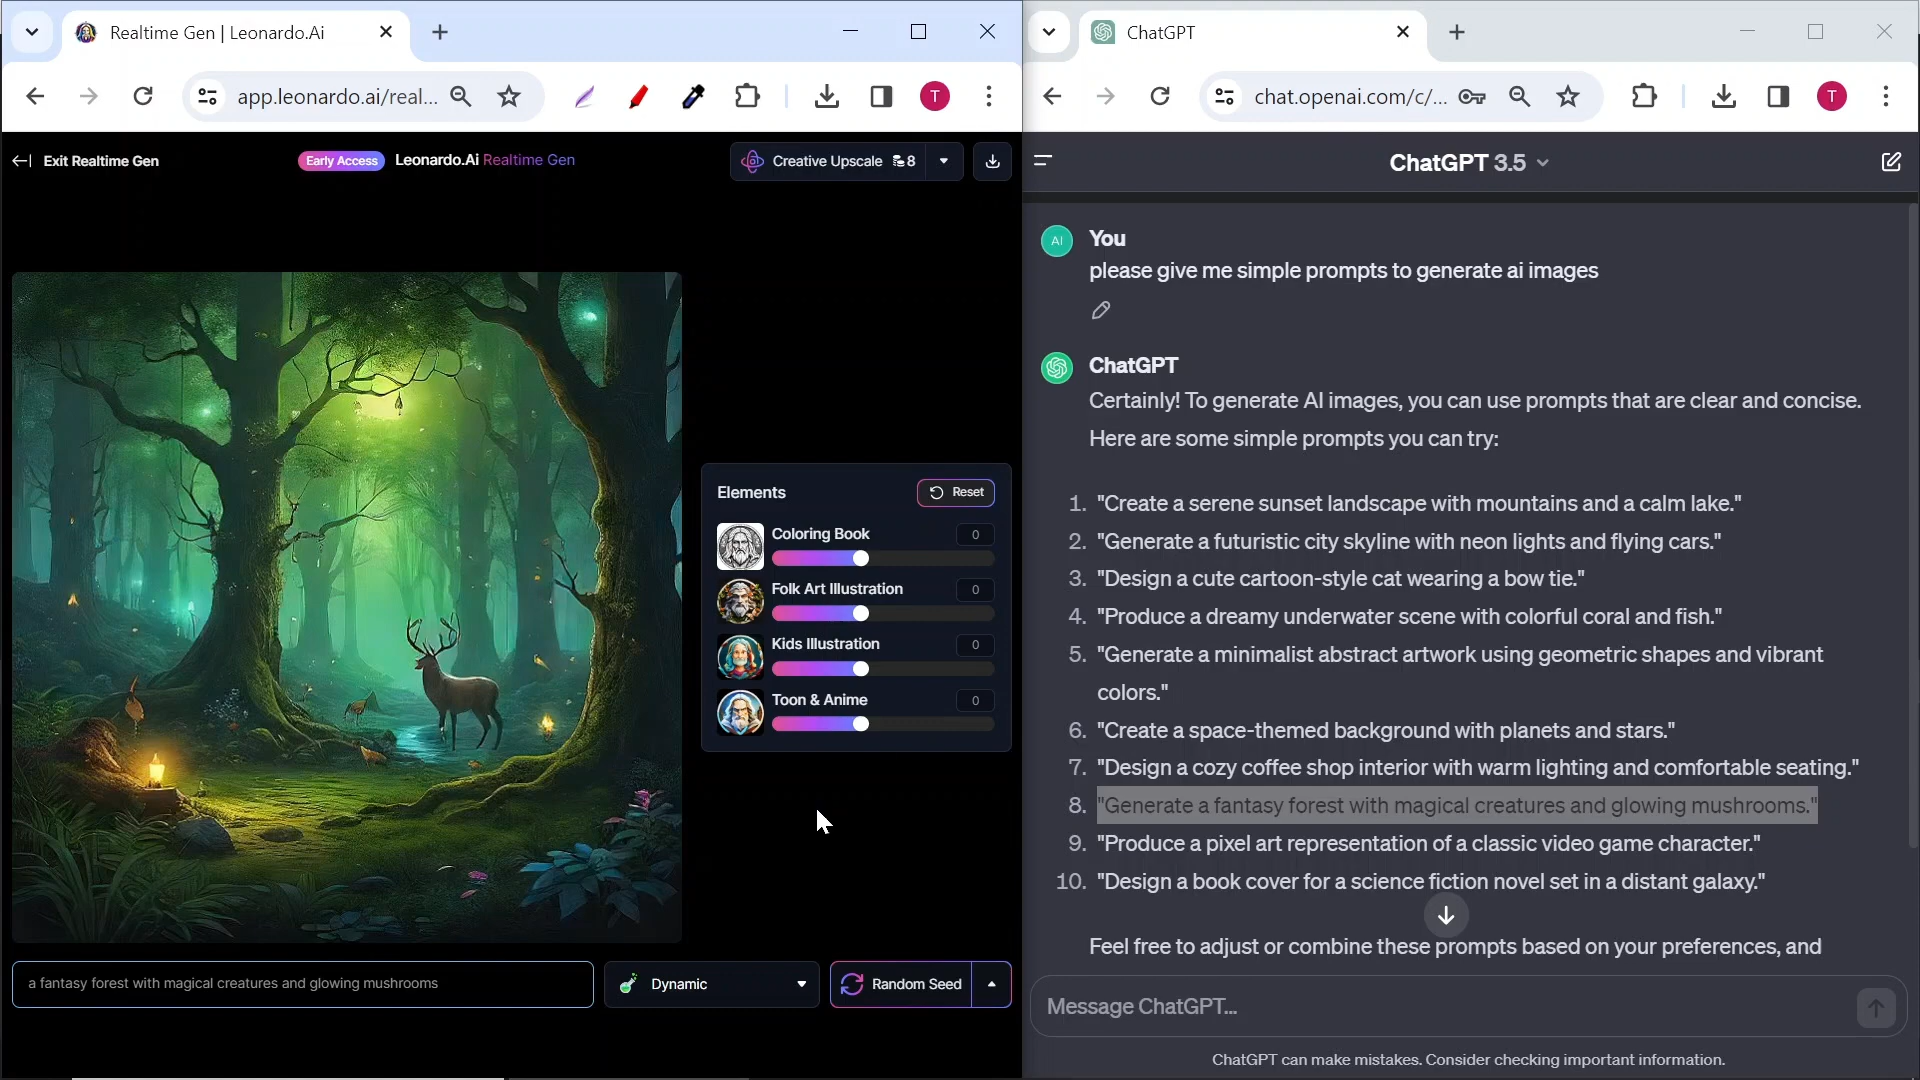 Realtime Gen | Leonardo.Ai
app.leonardo.ai/real...
T
Exit Realtime Gen
Early Access
Leonardo.Ai Realtime Gen
Creative Upscale 8
Elements
Reset
Coloring Book 0
Folk Art Illustration 0
Kids Illustration 0
Toon & Anime 0
a fantasy forest with magical creatures and glowing mushrooms
Dynamic
Random Seed
ChatGPT
chat.openai.com/c/...
T
ChatGPT 3.5
AI
You
please give me simple prompts to generate ai images
ChatGPT
Certainly! To generate AI images, you can use prompts that are clear and concise.
Here are some simple prompts you can try:
1. "Create a serene sunset landscape with mountains and a calm lake."
2. "Generate a futuristic city skyline with neon lights and flying cars."
3. "Design a cute cartoon-style cat wearing a bow tie."
4. "Produce a dreamy underwater scene with colorful coral and fish."
5. "Generate a minimalist abstract artwork using geometric shapes and vibrant
colors."
6. "Create a space-themed background with planets and stars."
7. "Design a cozy coffee shop interior with warm lighting and comfortable seating."
8. "Generate a fantasy forest with magical creatures and glowing mushrooms."
9. "Produce a pixel art representation of a classic video game character."
10. "Design a book cover for a science fiction novel set in a distant galaxy."
Feel free to adjust or combine these prompts based on your preferences, and
Message ChatGPT...
ChatGPT can make mistakes. Consider checking important information.